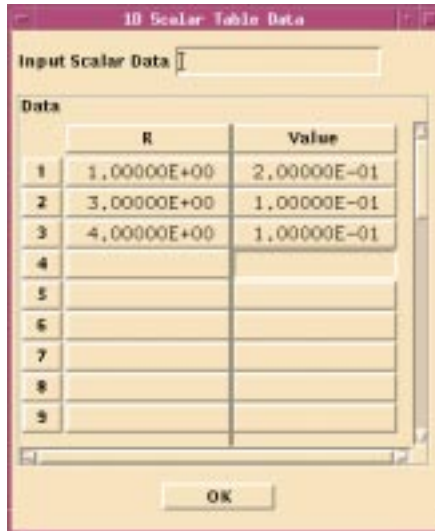 1D Scalar Table Data
Input Scalar Data
Data
R Value
1 1.00000E+00 2.00000E-01
2 3.00000E+00 1.00000E-01
3 4.00000E+00 1.00000E-01
4
5
6
7
8
9
OK